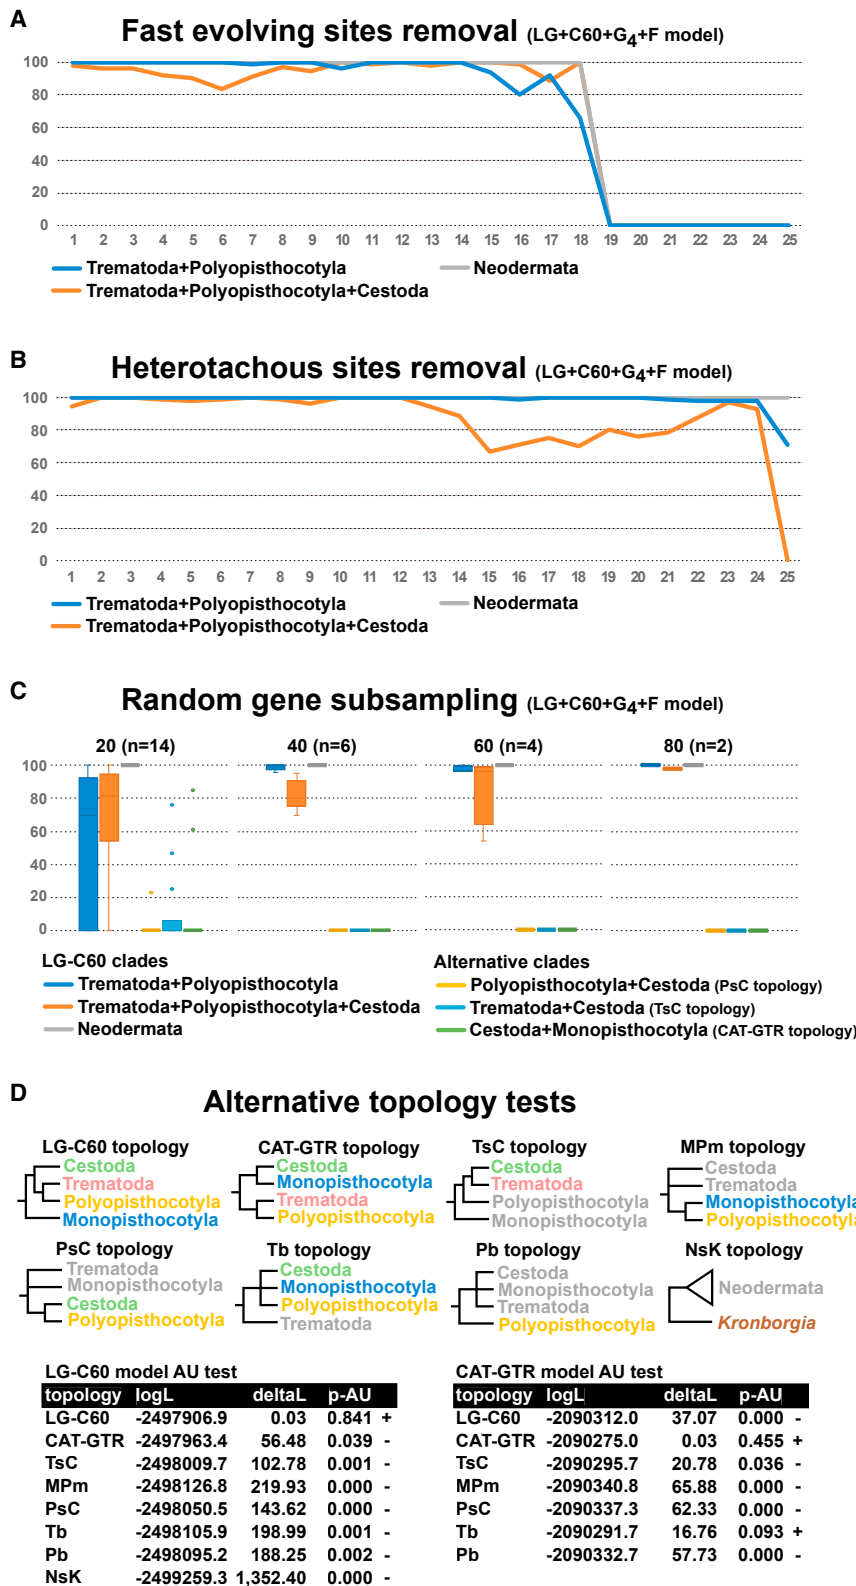 A
Fast evolving sites removal (LG+C60+G4+F model)
100
80
60
40
20
0
1 2 3 4 5 6 7 8 9 10 11 12 13 14 15 16 17 18 19 20 21 22 23 24 25
Trematoda+Polyopisthocotyla
Neodermata
Trematoda+Polyopisthocotyla+Cestoda
B
Heterotachous sites removal (LG+C60+G4+F model)
100
80
60
40
20
0
1 2 3 4 5 6 7 8 9 10 11 12 13 14 15 16 17 18 19 20 21 22 23 24 25
Trematoda+Polyopisthocotyla
Neodermata
Trematoda+Polyopisthocotyla+Cestoda
C
Random gene subsampling (LG+C60+G4+F model)
20 (n=14) 40 (n=6) 60 (n=4) 80 (n=2)
100
80
60
40
20
0
LG-C60 clades
Trematoda+Polyopisthocotyla
Trematoda+Polyopisthocotyla+Cestoda
Neodermata
Alternative clades
Polyopisthocotyla+Cestoda (PsC topology)
Trematoda+Cestoda (TsC topology)
Cestoda+Monopisthocotyla (CAT-GTR topology)
D
Alternative topology tests
LG-C60 topology
Cestoda
Trematoda
Polyopisthocotyla
Monopisthocotyla
CAT-GTR topology
Cestoda
Monopisthocotyla
Trematoda
Polyopisthocotyla
TsC topology
Cestoda
Trematoda
Polyopisthocotyla
Monopisthocotyla
MPm topology
Cestoda
Trematoda
Monopisthocotyla
Polyopisthocotyla
PsC topology
Trematoda
Monopisthocotyla
Cestoda
Polyopisthocotyla
Tb topology
Cestoda
Monopisthocotyla
Polyopisthocotyla
Trematoda
Pb topology
Cestoda
Monopisthocotyla
Trematoda
Polyopisthocotyla
NsK topology
Neodermata
Kronborgia
LG-C60 model AU test
topology logL deltaL p-AU
LG-C60 -2497906.9 0.03 0.841 +
CAT-GTR -2497963.4 56.48 0.039 -
TsC -2498009.7 102.78 0.001 -
MPm -2498126.8 219.93 0.000 -
PsC -2498050.5 143.62 0.000 -
Tb -2498105.9 198.99 0.001 -
Pb -2498095.2 188.25 0.002 -
NsK -2499259.3 1,352.40 0.000 -
CAT-GTR model AU test
topology logL deltaL p-AU
LG-C60 -2090312.0 37.07 0.000 -
CAT-GTR -2090275.0 0.03 0.455 +
TsC -2090295.7 20.78 0.036 -
MPm -2090340.8 65.88 0.000 -
PsC -2090337.3 62.33 0.000 -
Tb -2090291.7 16.76 0.093 +
Pb -2090332.7 57.73 0.000 -